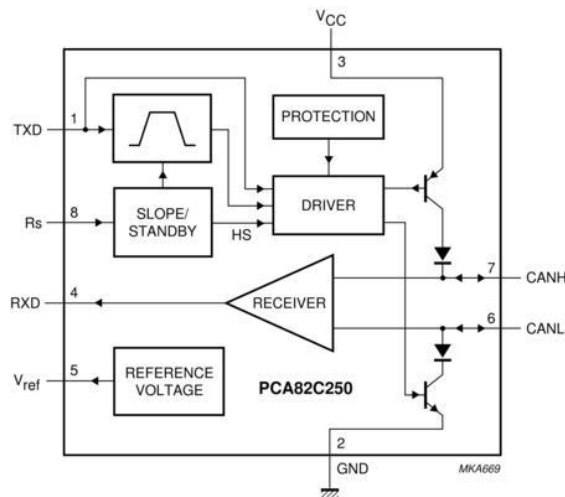 VCC
3
TXD
1
PROTECTION
DRIVER
8
Rs
SLOPE/
STANDBY
HS
7
CANH
4
RXD
RECEIVER
6
CANL
5
Vref
REFERENCE
VOLTAGE
PCA82C250
2
GND
MKA669